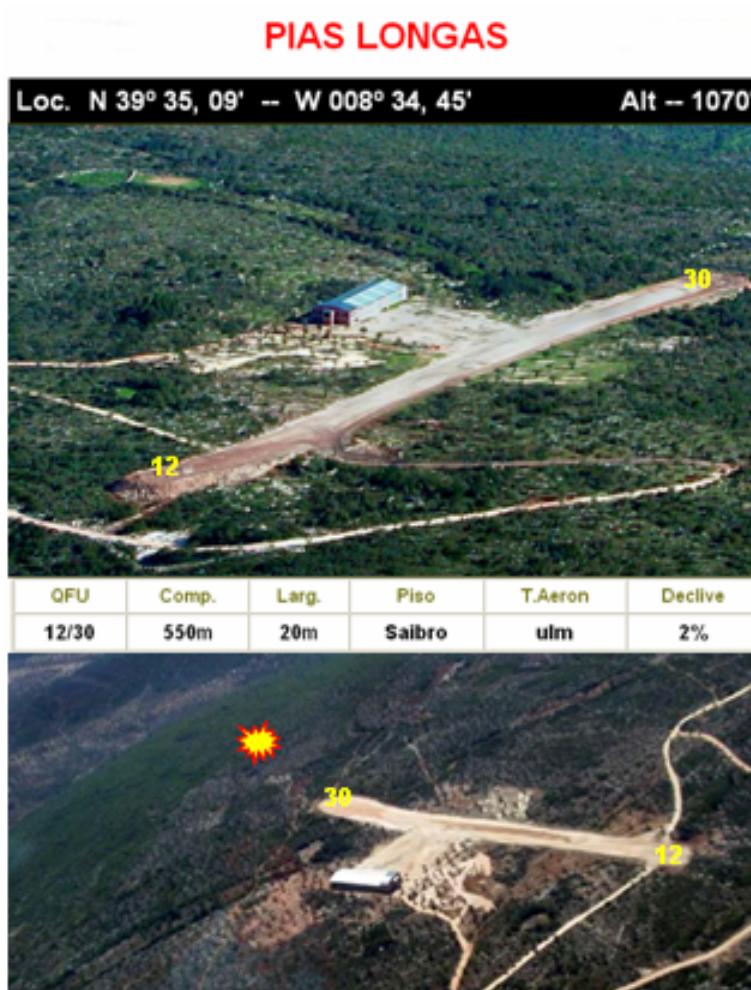 PIAS LONGAS
Loc. N 39º 35, 09' -- W 008º 34, 45' Alt -- 1070'
30
12
QFU Comp. Larg. Piso T.Aeron Declive
12/30 550m 20m Saibro ulm 2%
30
12